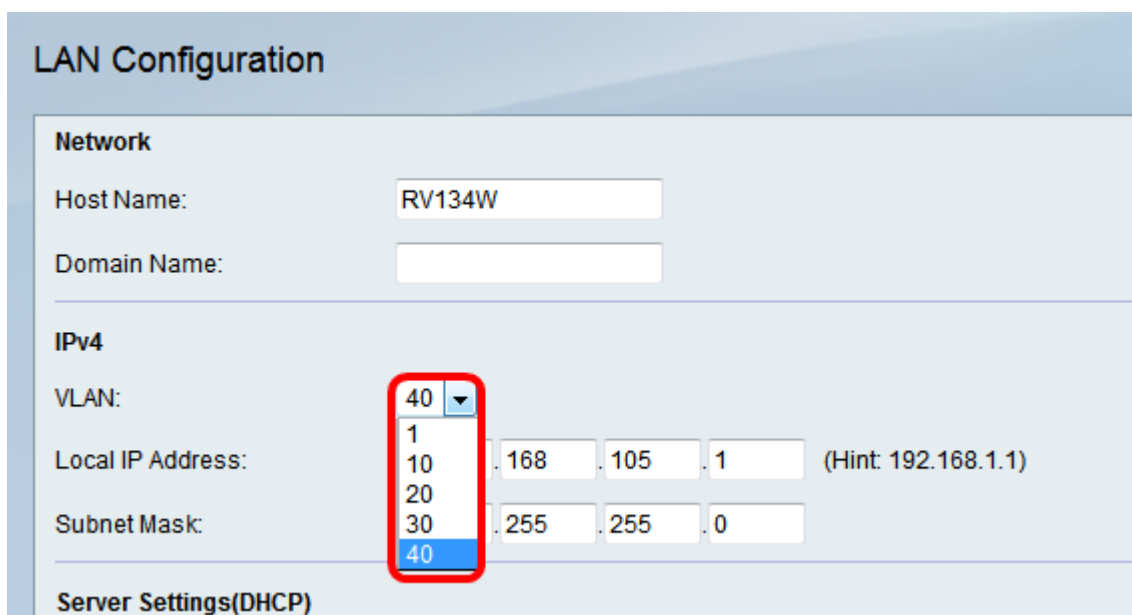 LAN Configuration
Network
Host Name: RV134W
Domain Name:
IPv4
VLAN: 40
1
10
20
30
40
Local IP Address: . 168 . 105 . 1 (Hint: 192.168.1.1)
Subnet Mask: . 255 . 255 . 0
Server Settings(DHCP)